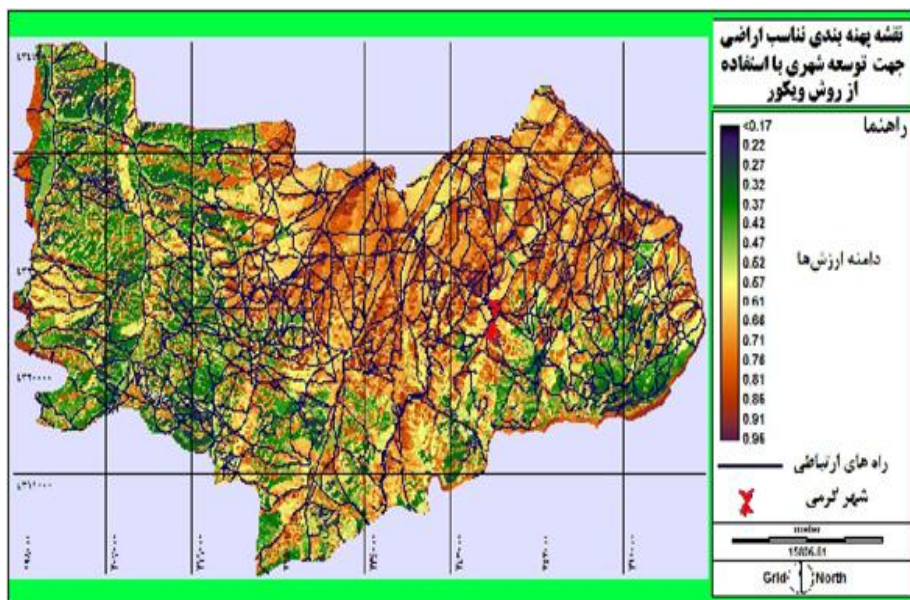 نقشه پهنه بندی تناسب اراضی
جهت توسعه شهری با استفاده
از روش ویکور
راهنما
<0.17
0.22
0.27
0.32
0.37
0.42
0.47
0.52
0.57
0.61
0.66
0.71
0.76
0.81
0.86
0.91
0.96
دامنه ارزش‌ها
راه های ارتباطی
شهر گرمی
meter
15806.61
Grid North